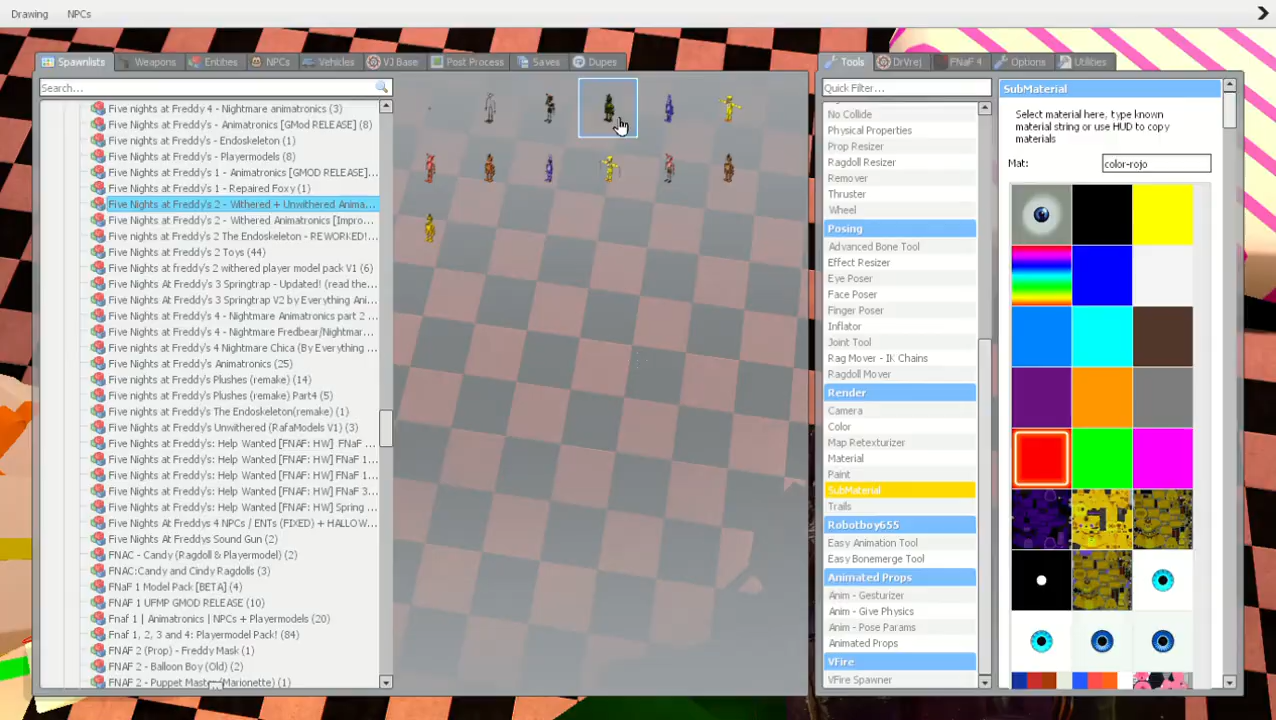 Drawing NPCs
Spawnlists Weapons Entities NPCs Vehicles VJ Base Post Process Saves Dupes
Search...
Five nights at Freddy 4 - Nightmare animatronics (3)
Five Nights at Freddy's - Animatronics [GMod RELEASE] (8)
Five nights at Freddy's - Endoskeleton (1)
Five nights at Freddy's - Playermodels (8)
Five Nights at Freddy's 1 - Animatronics [GMOD RELEASE]...
Five Nights at Freddy's 1 - Repaired Foxy (1)
Five Nights at Freddy's 2 - Withered + Unwithered Anima...
Five Nights at Freddy's 2 - Withered Animatronics [Impro...
Five nights at Freddy's 2 The Endoskeleton - REWORKED!...
Five Nights at Freddy's 2 Toys (44)
Five Nights at freddy's 2 withered player model pack V1 (6)
Five Nights At Freddy's 3 Springtrap - Updated! (read the...
Five nights at Freddy's 3 Springtrap V2 by Everything Ani...
Five nights at Freddy's 4 - Nightmare Animatronics part 2 ...
Five nights at Freddy's 4 - Nightmare Fredbear/Nightmar...
Five nights at Freddy's 4 Nightmare Chica (By Everything ...
Five nights at Freddy's Animatronics (25)
Five nights at Freddy's Plushes (remake) (14)
Five nights at Freddy's Plushes (remake) Part4 (5)
Five nights at Freddy's The Endoskeleton(remake) (1)
Five nights at Freddy's Unwithered (RafaModels V1) (3)
Five Nights at Freddy's: Help Wanted [FNAF: HW] FNaF ...
Five Nights at Freddy's: Help Wanted [FNAF: HW] FNaF 1...
Five Nights at Freddy's: Help Wanted [FNAF: HW] FNaF 1...
Five Nights at Freddy's: Help Wanted [FNAF: HW] FNaF 3...
Five Nights at Freddy's: Help Wanted [FNAF: HW] Spring ...
Five Nights At Freddys 4 NPCs / ENTs (FIXED) + HALLOW...
Five Nights At Freddys Sound Gun (2)
FNAC - Candy (Ragdoll & Playermodel) (2)
FNAC:Candy and Cindy Ragdolls (3)
FNAF 1 Model Pack [BETA] (4)
FNAF 1 UFMP GMOD RELEASE (10)
Fnaf 1 | Animatronics | NPCs + Playermodels (20)
Fnaf 1, 2, 3 and 4: Playermodel Pack! (84)
FNAF 2 (Prop) - Freddy Mask (1)
FNAF 2 - Balloon Boy (Old) (2)
FNAF 2 - Puppet Master (Marionette) (1)
Tools DrVrej FNaF 4 Options Utilities
Quick Filter...
No Collide
Physical Properties
Prop Resizer
Ragdoll Resizer
Remover
Thruster
Wheel
Posing
Advanced Bone Tool
Effect Resizer
Eye Poser
Face Poser
Finger Poser
Inflator
Joint Tool
Rag Mover - IK Chains
Ragdoll Mover
Render
Camera
Color
Map Retexturizer
Material
Paint
SubMaterial
Trails
Robotboy655
Easy Animation Tool
Easy Bonemerge Tool
Animated Props
Anim - Gesturizer
Anim - Give Physics
Anim - Pose Params
Animated Props
VFire
VFire Spawner
SubMaterial
Select material here, type known
material string or use HUD to copy
materials
Mat: color-rojo